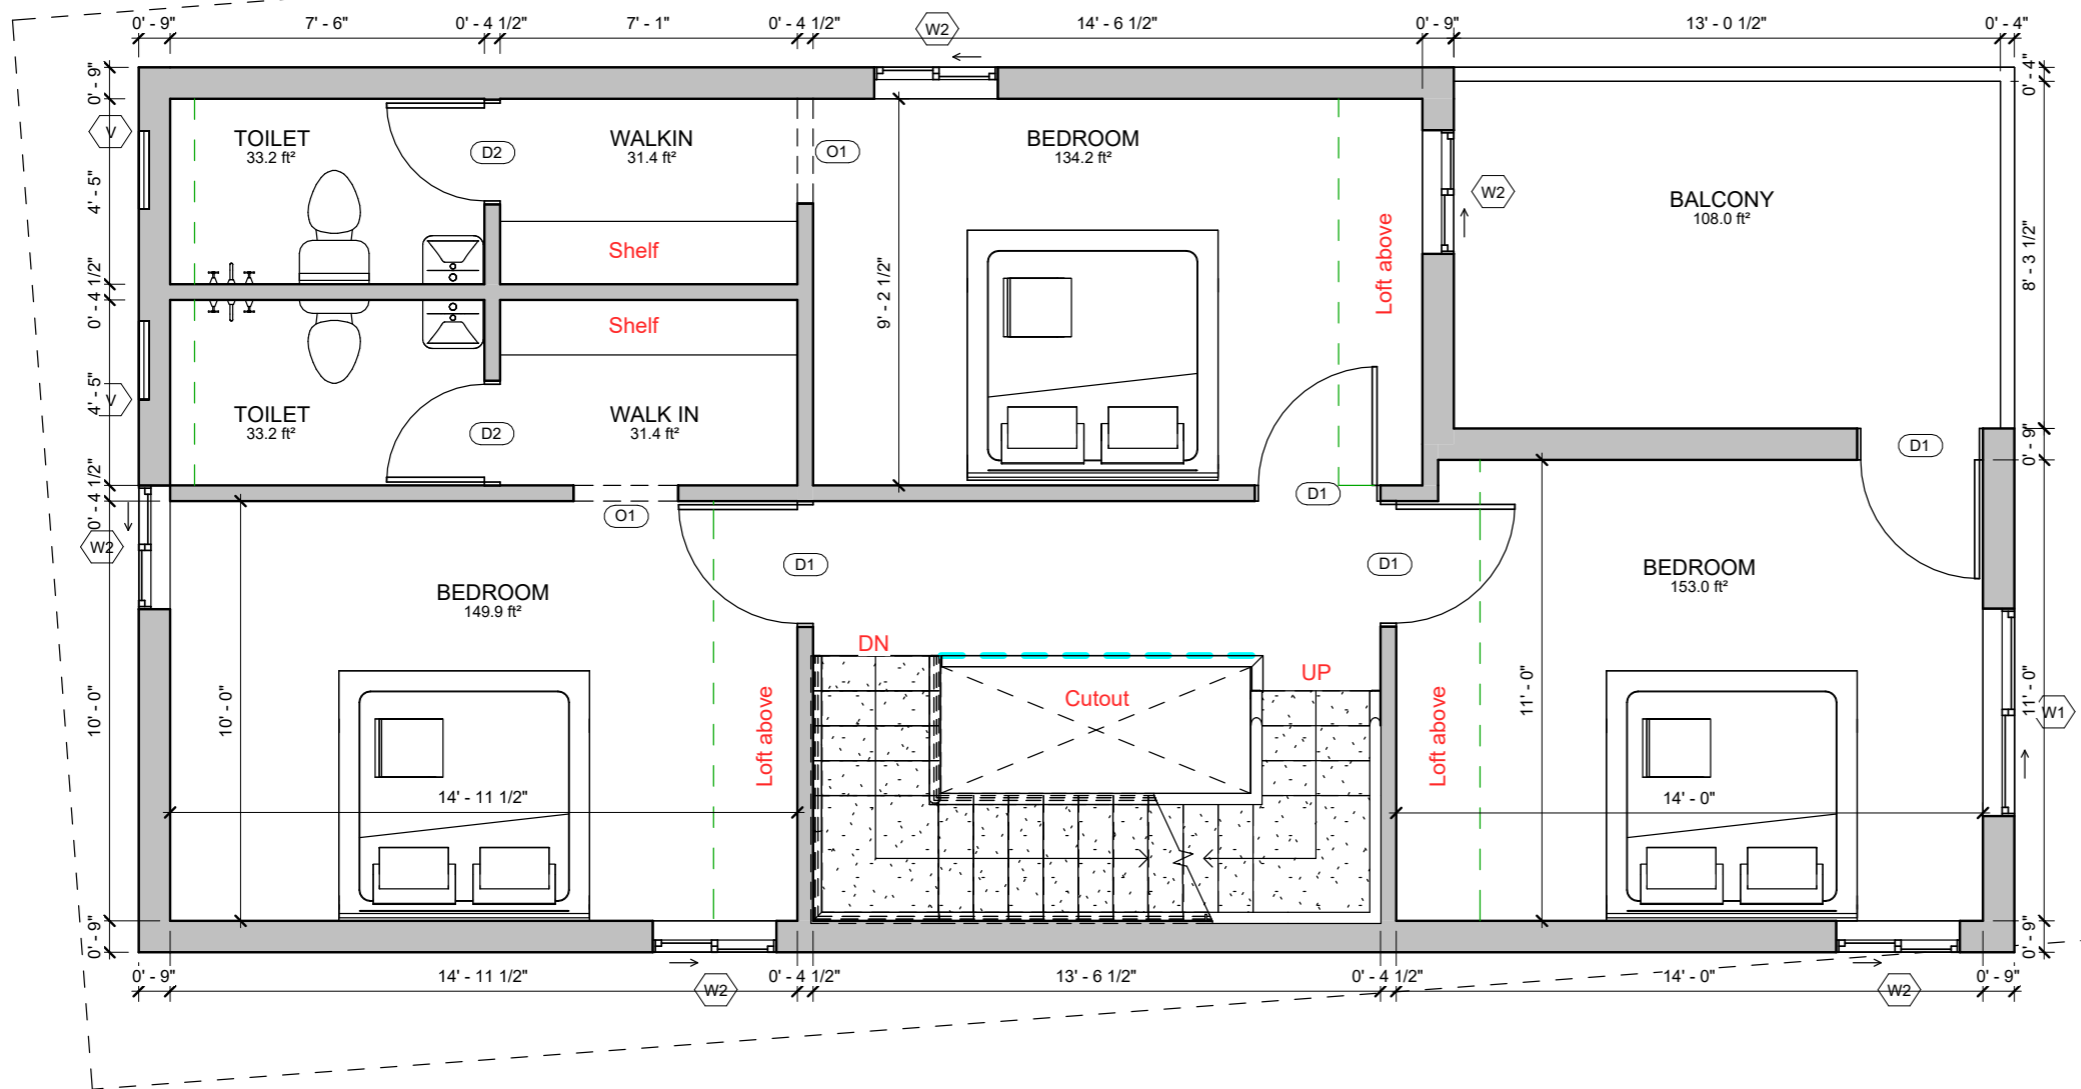 0' - 9"
7' - 6"
0' - 4 1/2"
7' - 1"
0' - 4 1/2"
W2
14' - 6 1/2"
0' - 9"
13' - 0 1/2"
0' - 4"
0' - 9"
0' - 4"
V
TOILET
33.2 ft²
D2
WALKIN
31.4 ft²
O1
BEDROOM
134.2 ft²
W2
BALCONY
108.0 ft²
4' - 5"
Shelf
Loft above
8' - 3 1/2"
0' - 4 1/2"
9' - 2 1/2"
Shelf
4' - 5"
V
TOILET
33.2 ft²
D2
WALK IN
31.4 ft²
D1
0' - 9"
0' - 4 1/2"
O1
D1
W2
D1
D1
BEDROOM
149.9 ft²
BEDROOM
153.0 ft²
DN
UP
Cutout
10' - 0"
10' - 0"
Loft above
Loft above
11' - 0"
11' - 0"
W1
14' - 11 1/2"
14' - 0"
0' - 9"
0' - 9"
0' - 9"
14' - 11 1/2"
W2
0' - 4 1/2"
13' - 6 1/2"
0' - 4 1/2"
14' - 0"
W2
0' - 9"